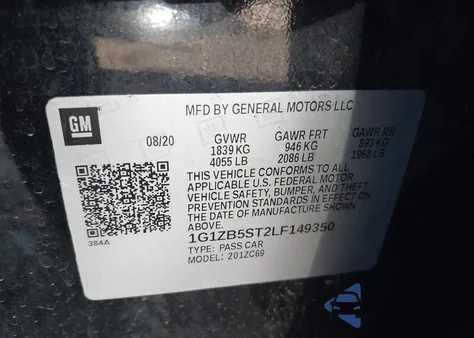 MFD BY GENERAL MOTORS LLC
GM
08/20 GVWR GAWR FRT GAWR RR
1839 KG 946 KG 893 KG
4055 LB 2086 LB 1968 LB
THIS VEHICLE CONFORMS TO ALL
APPLICABLE U.S. FEDERAL MOTOR
VEHICLE SAFETY, BUMPER, AND THEFT
PREVENTION STANDARDS IN EFFECT ON
THE DATE OF MANUFACTURE SHOWN
ABOVE.
384A
1G1ZB5ST2LF149350
TYPE: PASS CAR
MODEL: 201ZC69